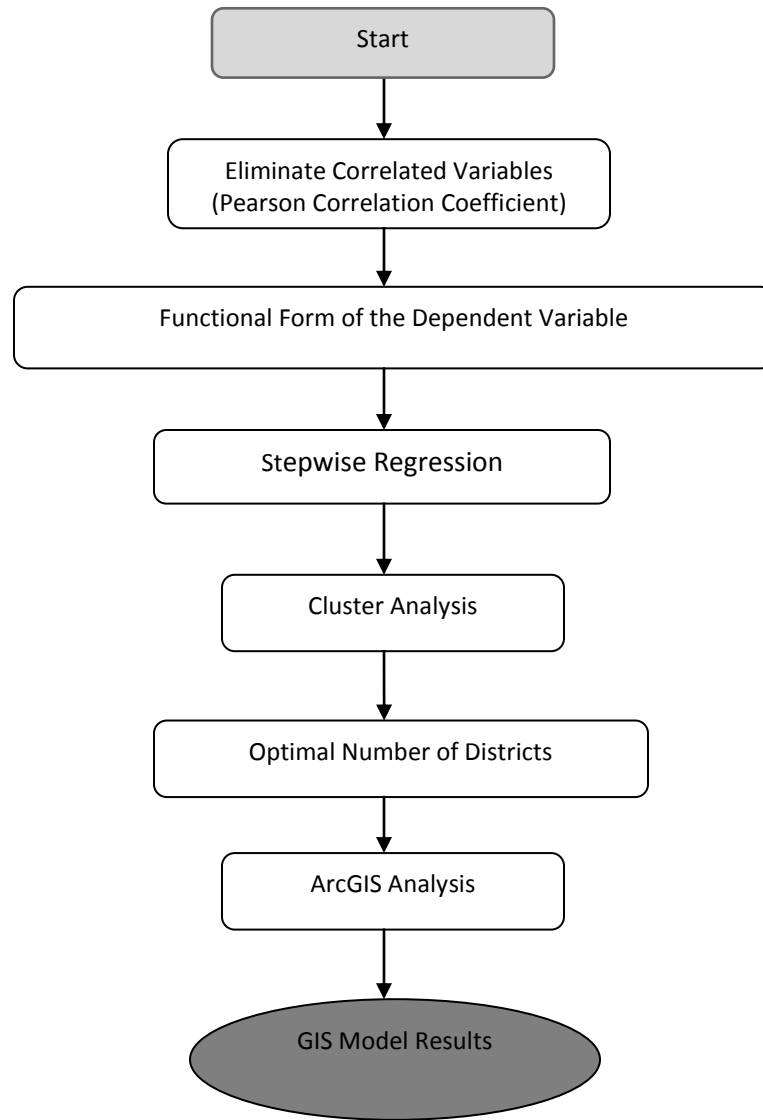 Start
Eliminate Correlated Variables
(Pearson Correlation Coefficient)
Functional Form of the Dependent Variable
Stepwise Regression
Cluster Analysis
Optimal Number of Districts
ArcGIS Analysis
GIS Model Results